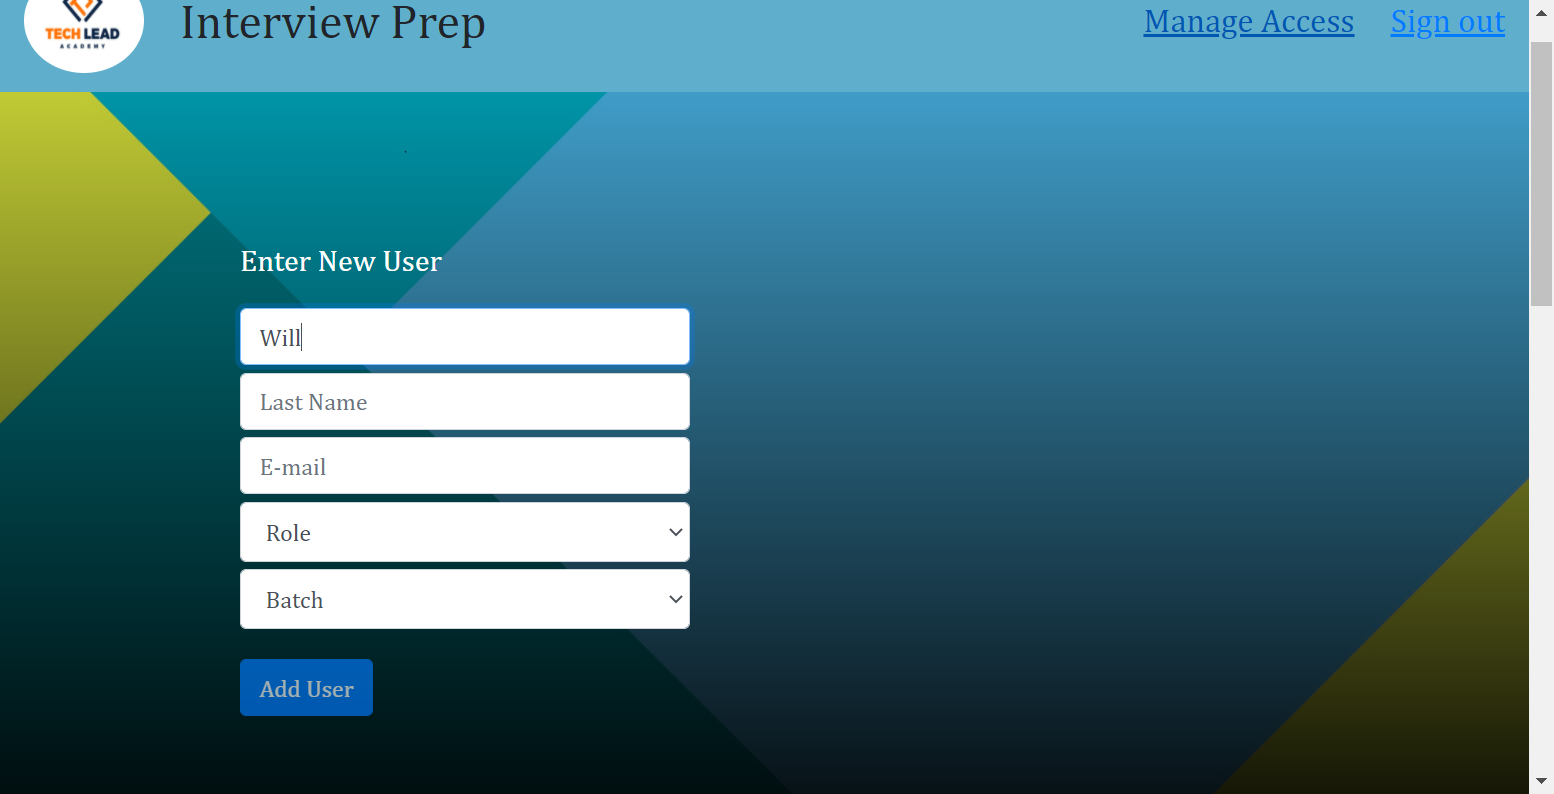 TECH LEAD
ACADEMY
Interview Prep
Manage Access
Sign out
Enter New User
Will
Last Name
E-mail
Role
Batch
Add User